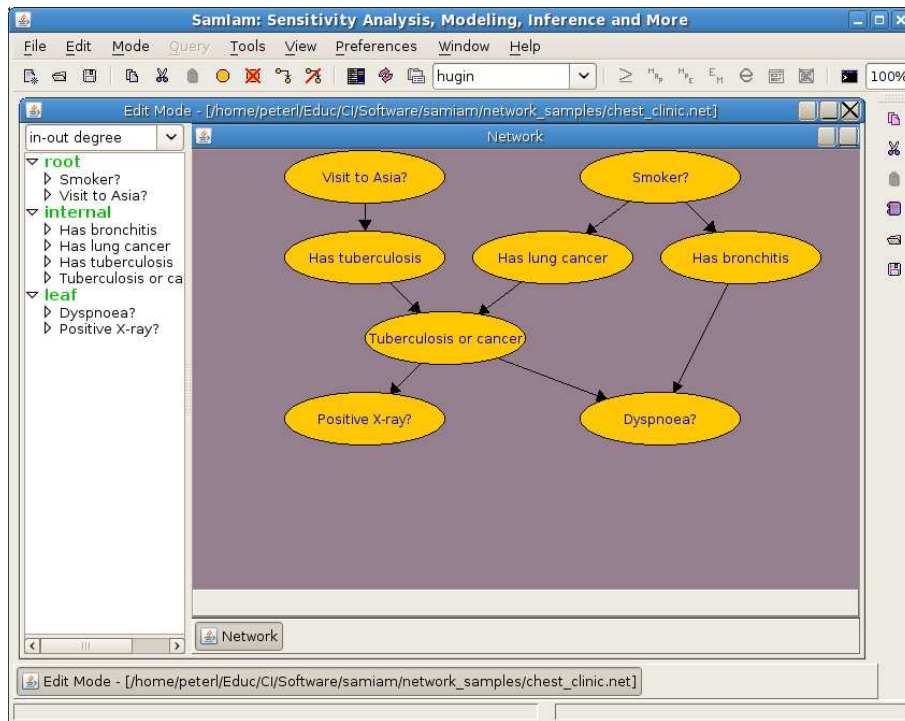 SamIam: Sensitivity Analysis, Modeling, Inference and More
File Edit Mode Query Tools View Preferences Window Help
hugin
100%
Edit Mode - [/home/peterl/Educ/CI/Software/samiam/network_samples/chest_clinic.net]
in-out degree
root
Smoker?
Visit to Asia?
internal
Has bronchitis
Has lung cancer
Has tuberculosis
Tuberculosis or ca
leaf
Dyspnoea?
Positive X-ray?
Network
Visit to Asia?
Smoker?
Has tuberculosis
Has lung cancer
Has bronchitis
Tuberculosis or cancer
Positive X-ray?
Dyspnoea?
Network
Edit Mode - [/home/peterl/Educ/CI/Software/samiam/network_samples/chest_clinic.net]